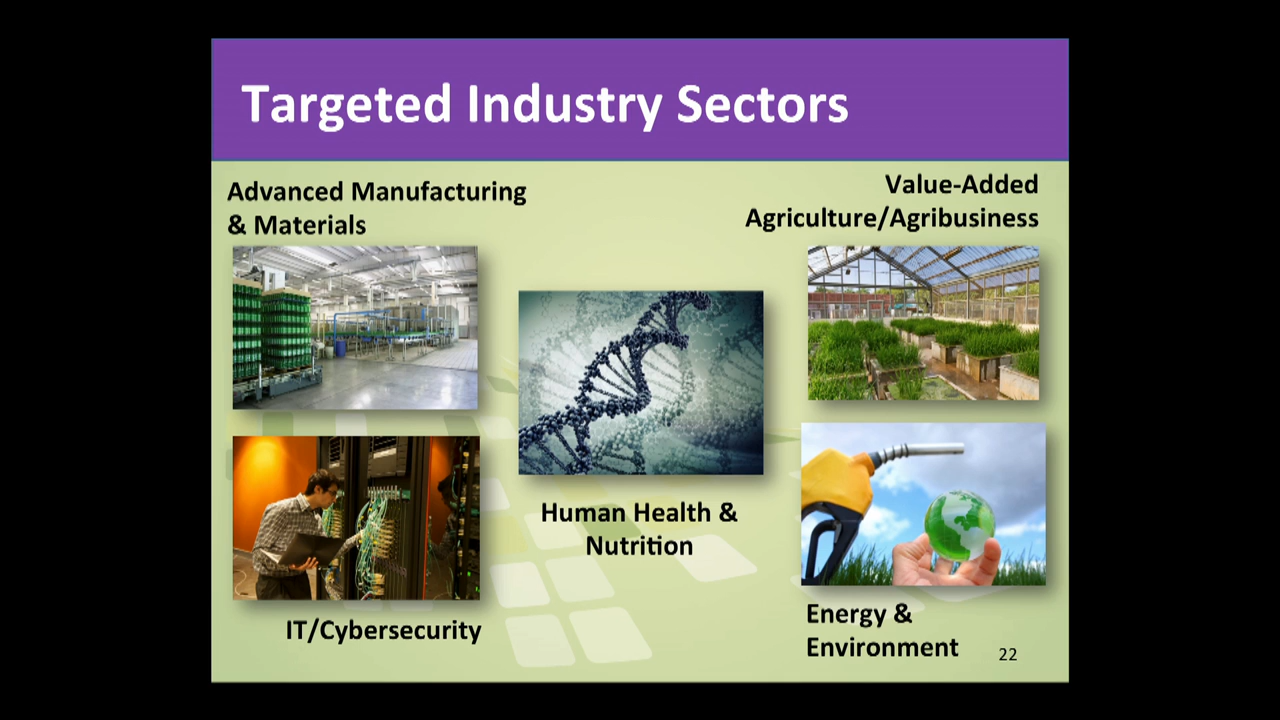 Targeted Industry Sectors
Advanced Manufacturing
& Materials
Value-Added
Agriculture/Agribusiness
Human Health &
Nutrition
IT/Cybersecurity
Energy &
Environment
22